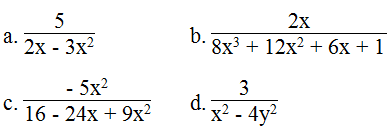 a. 5 / (2x - 3x²)    b. 2x / (8x³ + 12x² + 6x + 1)
c. - 5x² / (16 - 24x + 9x²)    d. 3 / (x² - 4y²)